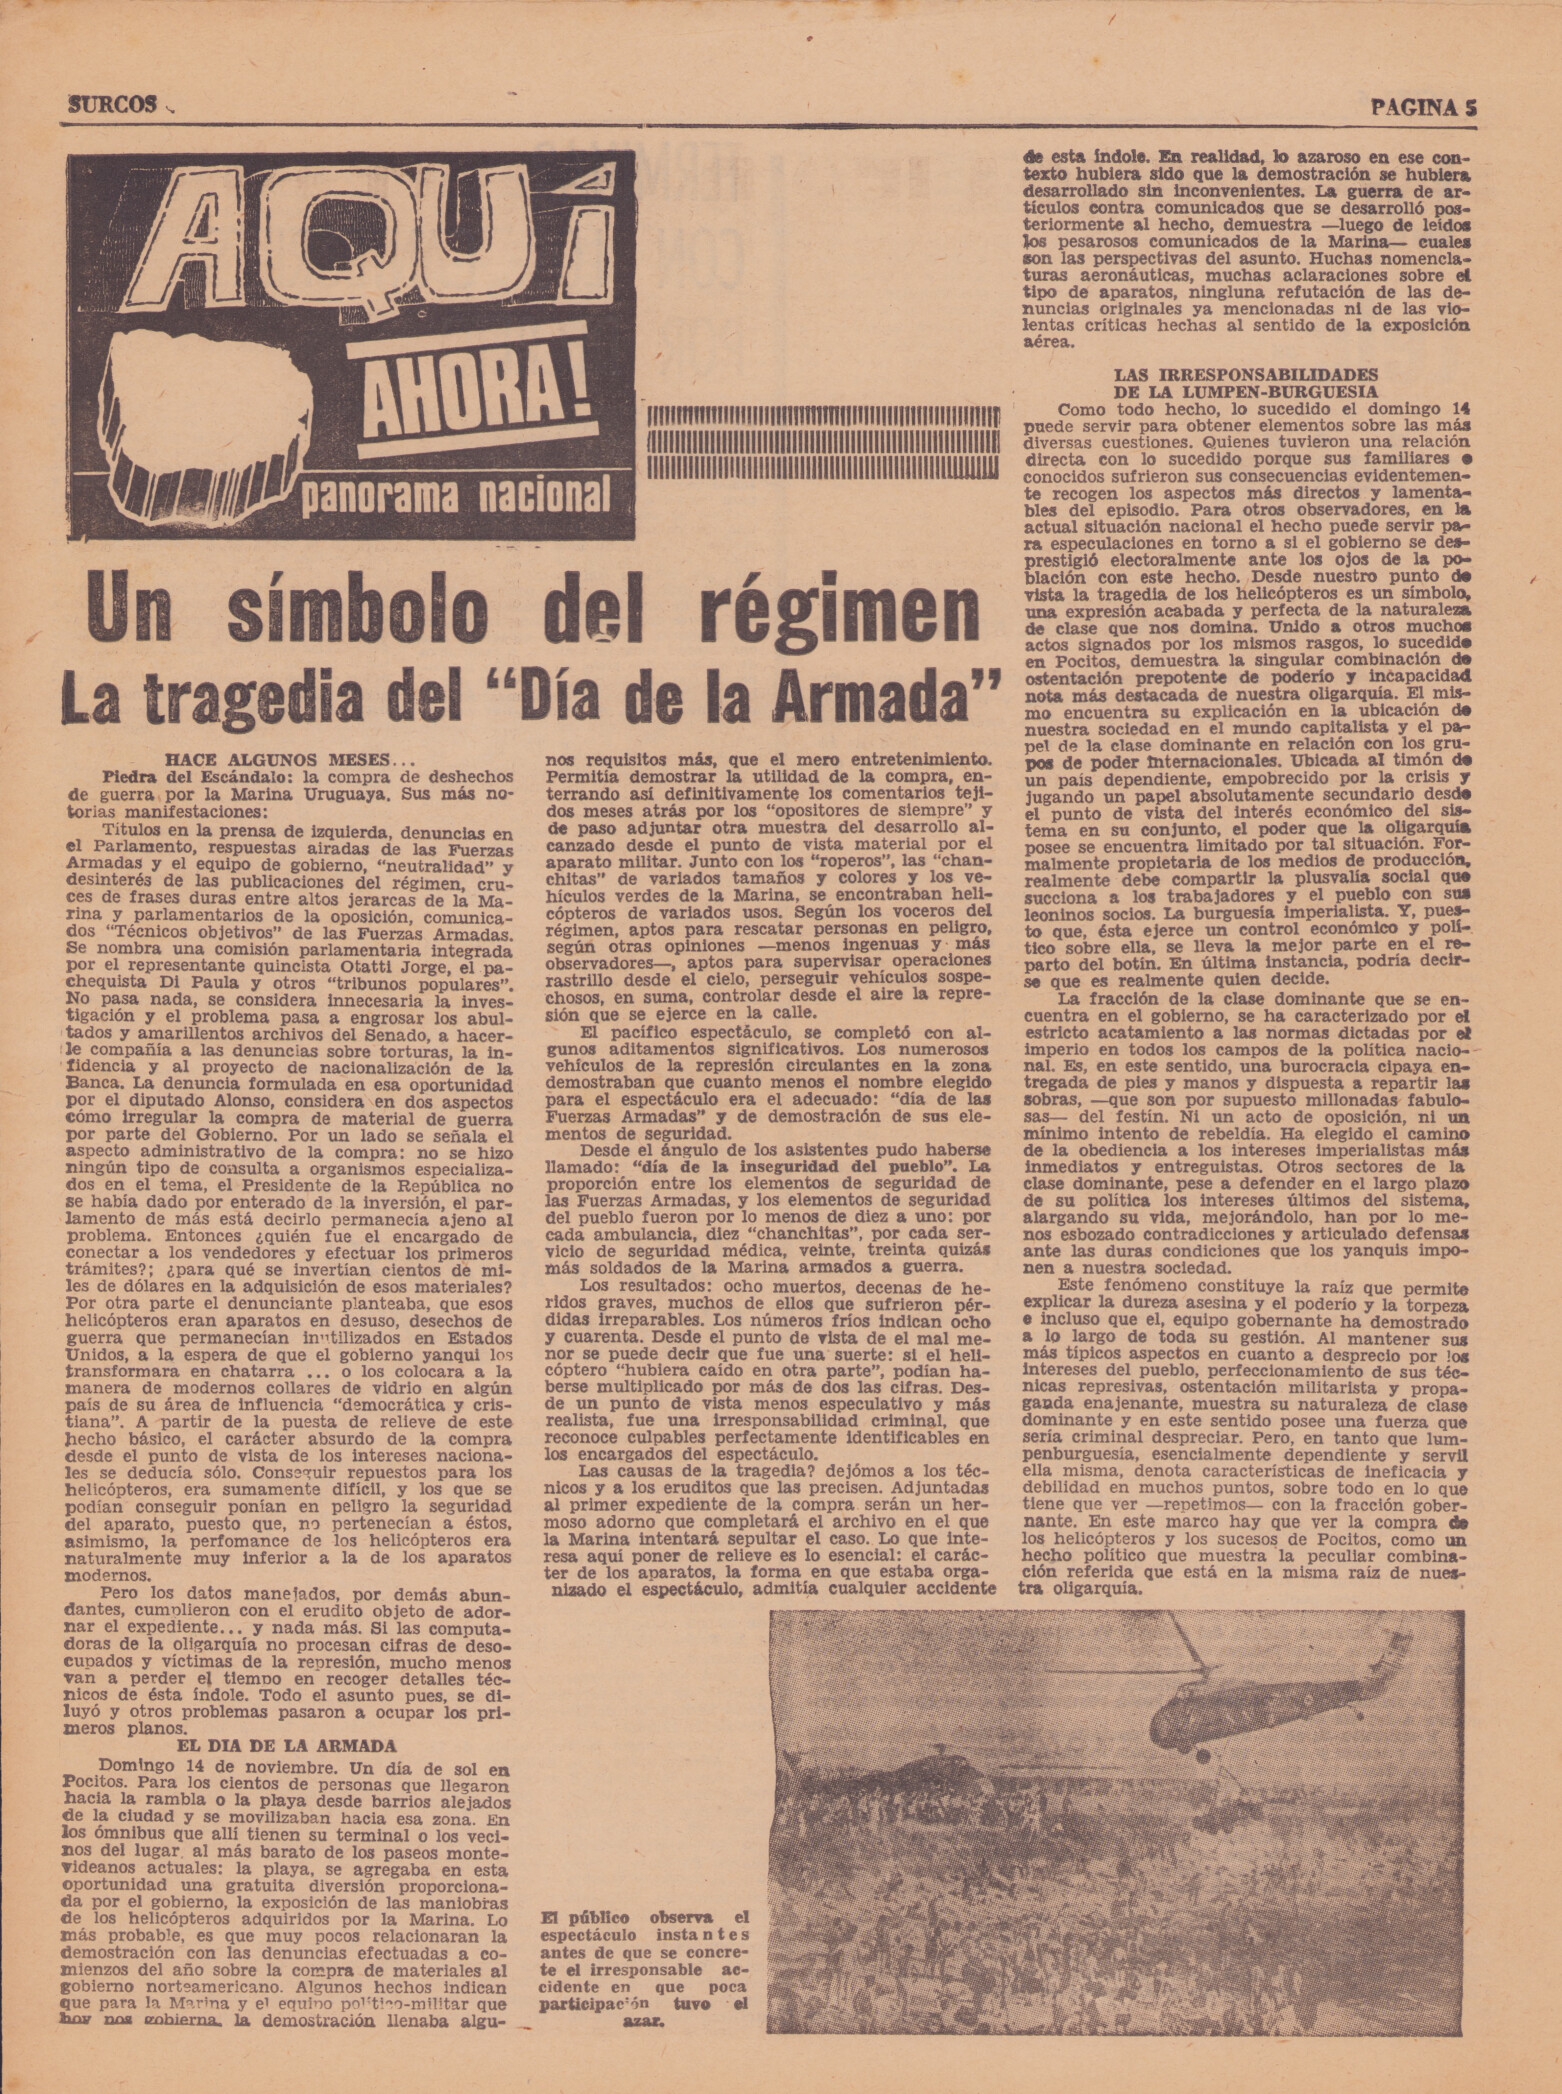 SURCOS
PAGINA 5
AQUÍ
AHORA!
panorama nacional
Un símbolo del régimen
La tragedia del “Día de la Armada”
HACE ALGUNOS MESES...
Piedra del Escándalo: la compra de deshechos
de guerra por la Marina Uruguaya. Sus más no-
torias manifestaciones:
Títulos en la prensa de izquierda, denuncias en
el Parlamento, respuestas airadas de las Fuerzas
Armadas y el equipo de gobierno, “neutralidad” y
desinterés de las publicaciones del régimen, cru-
ces de frases duras entre altos jerarcas de la Ma-
rina y parlamentarios de la oposición, comunica-
dos “Técnicos objetivos” de las Fuerzas Armadas.
Se nombra una comisión parlamentaria integrada
por el representante quincista Otatti Jorge, el pa-
chequista Di Paula y otros “tribunos populares”.
No pasa nada, se considera innecesaria la inves-
tigación y el problema pasa a engrosar los abul-
tados y amarillentos archivos del Senado, a hacer-
le compañía a las denuncias sobre torturas, la in-
fidencia y al proyecto de nacionalización de la
Banca. La denuncia formulada en esa oportunidad
por el diputado Alonso, considera en dos aspectos
cómo irregular la compra de material de guerra
por parte del Gobierno. Por un lado se señala el
aspecto administrativo de la compra: no se hizo
ningún tipo de consulta a organismos especializa-
dos en el tema, el Presidente de la República no
se había dado por enterado de la inversión, el par-
lamento de más está decirlo permanecía ajeno al
problema. Entonces ¿quién fue el encargado de
conectar a los vendedores y efectuar los primeros
trámites?; ¿para qué se invertían cientos de mi-
les de dólares en la adquisición de esos materiales?
Por otra parte el denunciante planteaba, que esos
helicópteros eran aparatos en desuso, desechos de
guerra que permanecían inutilizados en Estados
Unidos, a la espera de que el gobierno yanqui los
transformara en chatarra ... o los colocara a la
manera de modernos collares de vidrio en algún
país de su área de influencia “democrática y cris-
tiana”. A partir de la puesta de relieve de este
hecho básico, el carácter absurdo de la compra
desde el punto de vista de los intereses naciona-
les se deducía sólo. Conseguir repuestos para los
helicópteros, era sumamente difícil, y los que se
podían conseguir ponían en peligro la seguridad
del aparato, puesto que, no pertenecían a éstos,
asimismo, la perfomance de los helicópteros era
naturalmente muy inferior a la de los aparatos
modernos.
Pero los datos manejados, por demás abun-
dantes, cumplieron con el erudito objeto de ador-
nar el expediente... y nada más. Si las computa-
doras de la oligarquía no procesan cifras de deso-
cupados y víctimas de la represión, mucho menos
van a perder el tiempo en recoger detalles téc-
nicos de ésta índole. Todo el asunto pues, se di-
luyó y otros problemas pasaron a ocupar los pri-
meros planos.
EL DIA DE LA ARMADA
Domingo 14 de noviembre. Un día de sol en
Pocitos. Para los cientos de personas que llegaron
hacia la rambla o la playa desde barrios alejados
de la ciudad y se movilizaban hacia esa zona. En
los ómnibus que allí tienen su terminal o los veci-
nos del lugar, al más barato de los paseos monte-
videanos actuales: la playa, se agregaba en esta
oportunidad una gratuita diversión proporciona-
da por el gobierno, la exposición de las maniobras
de los helicópteros adquiridos por la Marina. Lo
más probable, es que muy pocos relacionaran la
demostración con las denuncias efectuadas a co-
mienzos del año sobre la compra de materiales al
gobierno norteamericano. Algunos hechos indican
que para la Marina y el equipo político-militar que
hoy nos gobierna, la demostración llenaba algu-
nos requisitos más, que el mero entretenimiento.
Permitía demostrar la utilidad de la compra, en-
terrando así definitivamente los comentarios teji-
dos meses atrás por los “opositores de siempre” y
de paso adjuntar otra muestra del desarrollo al-
canzado desde el punto de vista material por el
aparato militar. Junto con los “roperos”, las “chan-
chitas” de variados tamaños y colores y los ve-
hículos verdes de la Marina, se encontraban heli-
cópteros de variados usos. Según los voceros del
régimen, aptos para rescatar personas en peligro,
según otras opiniones —menos ingenuas y más
observadores—, aptos para supervisar operaciones
rastrillo desde el cielo, perseguir vehículos sospe-
chosos, en suma, controlar desde el aire la repre-
sión que se ejerce en la calle.
El pacífico espectáculo, se completó con al-
gunos aditamentos significativos. Los numerosos
vehículos de la represión circulantes en la zona
demostraban que cuanto menos el nombre elegido
para el espectáculo era el adecuado: “día de las
Fuerzas Armadas” y de demostración de sus ele-
mentos de seguridad.
Desde el ángulo de los asistentes pudo haberse
llamado: “día de la inseguridad del pueblo”. La
proporción entre los elementos de seguridad de
las Fuerzas Armadas, y los elementos de seguridad
del pueblo fueron por lo menos de diez a uno: por
cada ambulancia, diez “chanchitas”, por cada ser-
vicio de seguridad médica, veinte, treinta quizás
más soldados de la Marina armados a guerra.
Los resultados: ocho muertos, decenas de he-
ridos graves, muchos de ellos que sufrieron pér-
didas irreparables. Los números fríos indican ocho
y cuarenta. Desde el punto de vista de el mal me-
nor se puede decir que fue una suerte: si el heli-
cóptero “hubiera caído en otra parte”, podían ha-
berse multiplicado por más de dos las cifras. Des-
de un punto de vista menos especulativo y más
realista, fue una irresponsabilidad criminal, que
reconoce culpables perfectamente identificables en
los encargados del espectáculo.
Las causas de la tragedia? dejómos a los téc-
nicos y a los eruditos que las precisen. Adjuntadas
al primer expediente de la compra serán un her-
moso adorno que completará el archivo en el que
la Marina intentará sepultar el caso. Lo que inte-
resa aquí poner de relieve es lo esencial: el carác-
ter de los aparatos, la forma en que estaba orga-
nizado el espectáculo, admitía cualquier accidente
de esta índole. En realidad, lo azaroso en ese con-
texto hubiera sido que la demostración se hubiera
desarrollado sin inconvenientes. La guerra de ar-
tículos contra comunicados que se desarrolló pos-
teriormente al hecho, demuestra —luego de leídos
los pesarosos comunicados de la Marina— cuales
son las perspectivas del asunto. Huchas nomencla-
turas aeronáuticas, muchas aclaraciones sobre el
tipo de aparatos, ninguna refutación de las de-
nuncias originales ya mencionadas ni de las vio-
lentas críticas hechas al sentido de la exposición
aérea.
LAS IRRESPONSABILIDADES
DE LA LUMPEN-BURGUESIA
Como todo hecho, lo sucedido el domingo 14
puede servir para obtener elementos sobre las más
diversas cuestiones. Quienes tuvieron una relación
directa con lo sucedido porque sus familiares o
conocidos sufrieron sus consecuencias evidentemen-
te recogen los aspectos más directos y lamenta-
bles del episodio. Para otros observadores, en la
actual situación nacional el hecho puede servir pa-
ra especulaciones en torno a si el gobierno se des-
prestigió electoralmente ante los ojos de la po-
blación con este hecho. Desde nuestro punto de
vista la tragedia de los helicópteros es un símbolo,
una expresión acabada y perfecta de la naturaleza
de clase que nos domina. Unido a otros muchos
actos signados por los mismos rasgos, lo sucedido
en Pocitos, demuestra la singular combinación de
ostentación prepotente de poderío y incapacidad
nota más destacada de nuestra oligarquía. El mis-
mo encuentra su explicación en la ubicación de
nuestra sociedad en el mundo capitalista y el pa-
pel de la clase dominante en relación con los gru-
pos de poder internacionales. Ubicada al timón de
un país dependiente, empobrecido por la crisis y
jugando un papel absolutamente secundario desde
el punto de vista del interés económico del sis-
tema en su conjunto, el poder que la oligarquía
posee se encuentra limitado por tal situación. For-
malmente propietaria de los medios de producción,
realmente debe compartir la plusvalía social que
succiona a los trabajadores y el pueblo con sus
leoninos socios. La burguesía imperialista. Y, pues-
to que, ésta ejerce un control económico y polí-
tico sobre ella, se lleva la mejor parte en el re-
parto del botín. En última instancia, podría decir-
se que es realmente quien decide.
La fracción de la clase dominante que se en-
cuentra en el gobierno, se ha caracterizado por el
estricto acatamiento a las normas dictadas por el
imperio en todos los campos de la política nacio-
nal. Es, en este sentido, una burocracia cipaya en-
tregada de pies y manos y dispuesta a repartir las
sobras, —que son por supuesto millonadas fabulo-
sas— del festín. Ni un acto de oposición, ni un
mínimo intento de rebeldía. Ha elegido el camino
de la obediencia a los intereses imperialistas más
inmediatos y entreguistas. Otros sectores de la
clase dominante, pese a defender en el largo plazo
de su política los intereses últimos del sistema,
alargando su vida, mejorándolo, han por lo me-
nos esbozado contradicciones y articulado defensas
ante las duras condiciones que los yanquis impo-
nen a nuestra sociedad.
Este fenómeno constituye la raíz que permite
explicar la dureza asesina y el poderío y la torpeza
e incluso que el, equipo gobernante ha demostrado
a lo largo de toda su gestión. Al mantener sus
más típicos aspectos en cuanto a desprecio por los
intereses del pueblo, perfeccionamiento de sus téc-
nicas represivas, ostentación militarista y propa-
ganda enajenante, muestra su naturaleza de clase
dominante y en este sentido posee una fuerza que
sería criminal despreciar. Pero, en tanto que lum-
penburguesía, esencialmente dependiente y servil
ella misma, denota características de ineficacia y
debilidad en muchos puntos, sobre todo en lo que
tiene que ver —repetimos— con la fracción gober-
nante. En este marco hay que ver la compra de
los helicópteros y los sucesos de Pocitos, como un
hecho político que muestra la peculiar combina-
ción referida que está en la misma raíz de nues-
tra oligarquía.
El público observa el
espectáculo instantes
antes de que se concre-
te el irresponsable ac-
cidente en que poca
participación tuvo el
azar.